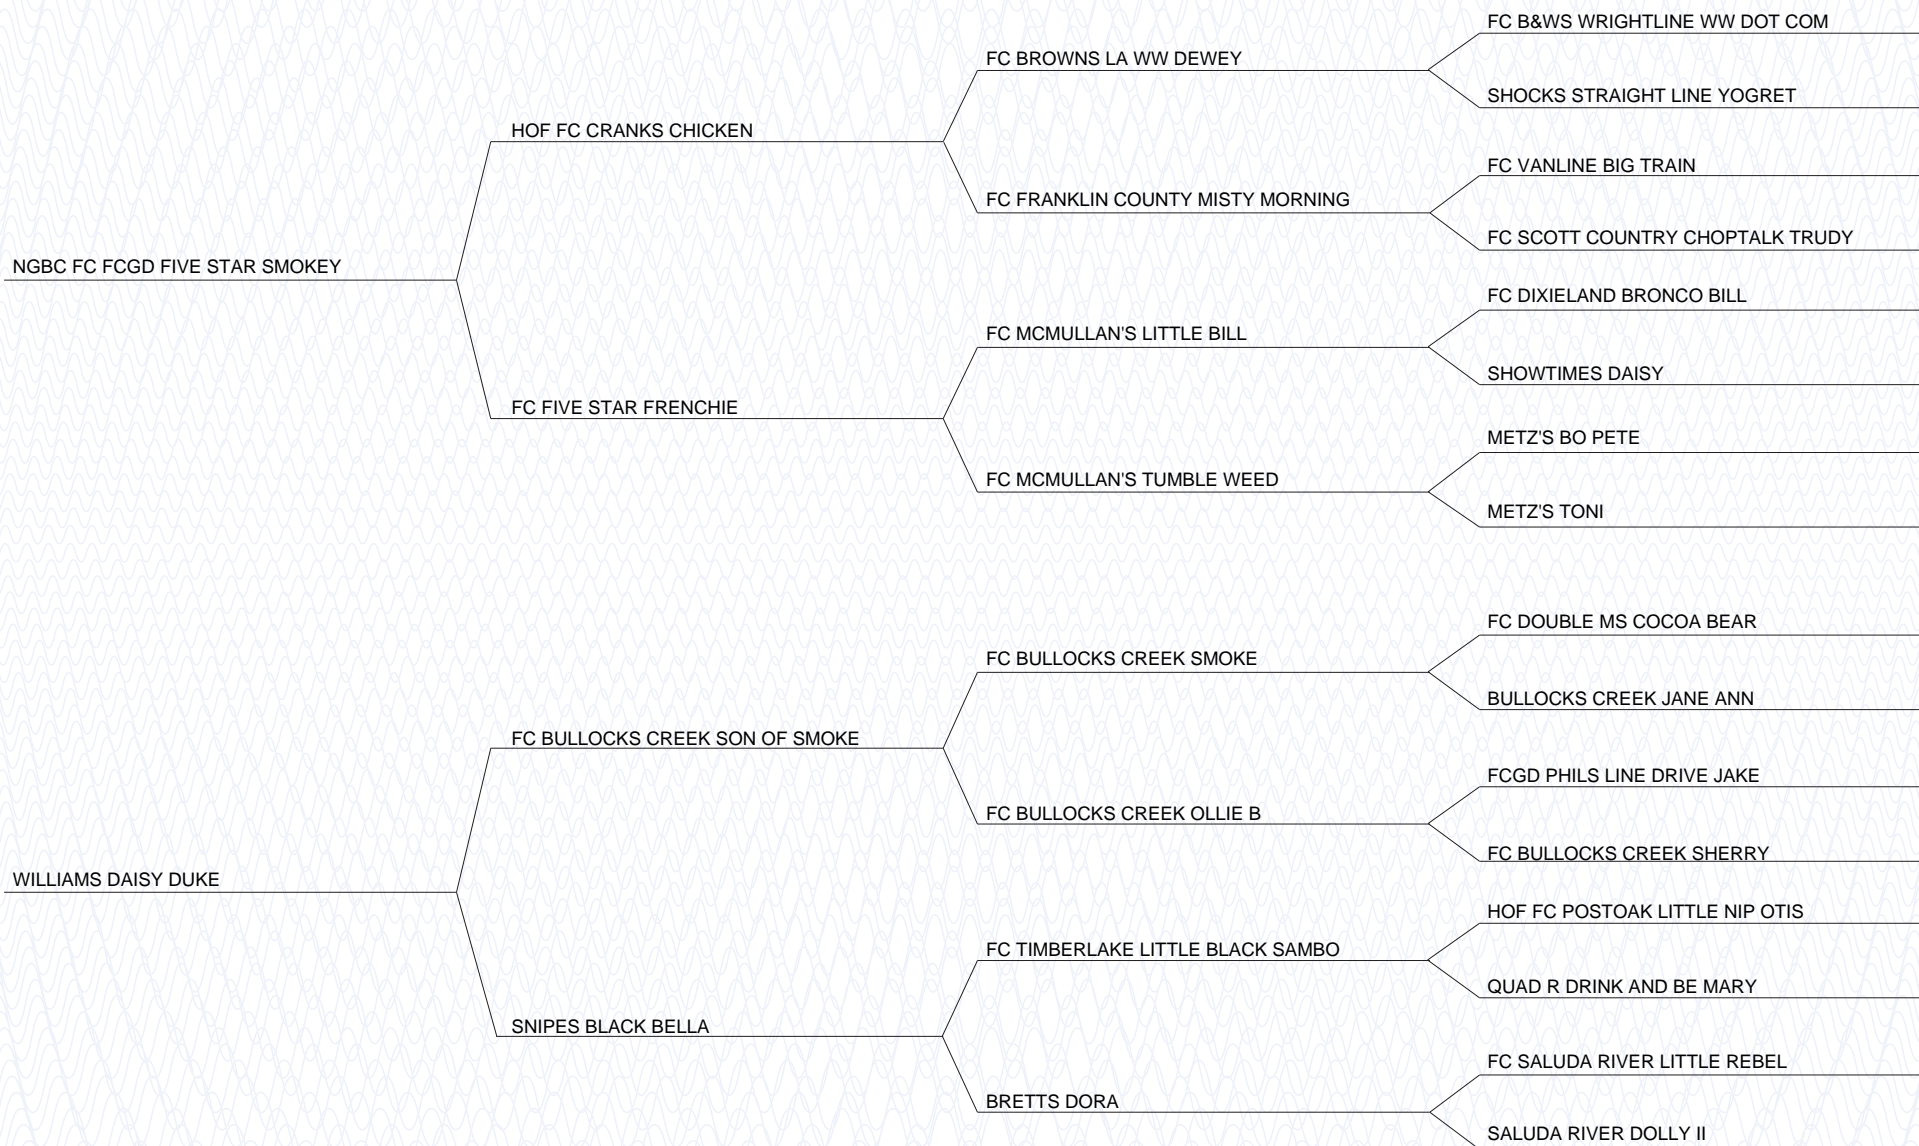 FC B&WS WRIGHTLINE WW DOT COM
FC BROWNS LA WW DEWEY
SHOCKS STRAIGHT LINE YOGRET
HOF FC CRANKS CHICKEN
FC VANLINE BIG TRAIN
FC FRANKLIN COUNTY MISTY MORNING
FC SCOTT COUNTRY CHOPTALK TRUDY
NGBC FC FCGD FIVE STAR SMOKEY
FC DIXIELAND BRONCO BILL
FC MCMULLAN'S LITTLE BILL
SHOWTIMES DAISY
FC FIVE STAR FRENCHIE
METZ'S BO PETE
FC MCMULLAN'S TUMBLE WEED
METZ'S TONI
FC DOUBLE MS COCOA BEAR
FC BULLOCKS CREEK SMOKE
BULLOCKS CREEK JANE ANN
FC BULLOCKS CREEK SON OF SMOKE
FCGD PHILS LINE DRIVE JAKE
FC BULLOCKS CREEK OLLIE B
FC BULLOCKS CREEK SHERRY
WILLIAMS DAISY DUKE
HOF FC POSTOAK LITTLE NIP OTIS
FC TIMBERLAKE LITTLE BLACK SAMBO
QUAD R DRINK AND BE MARY
SNIPES BLACK BELLA
FC SALUDA RIVER LITTLE REBEL
BRETTS DORA
SALUDA RIVER DOLLY II